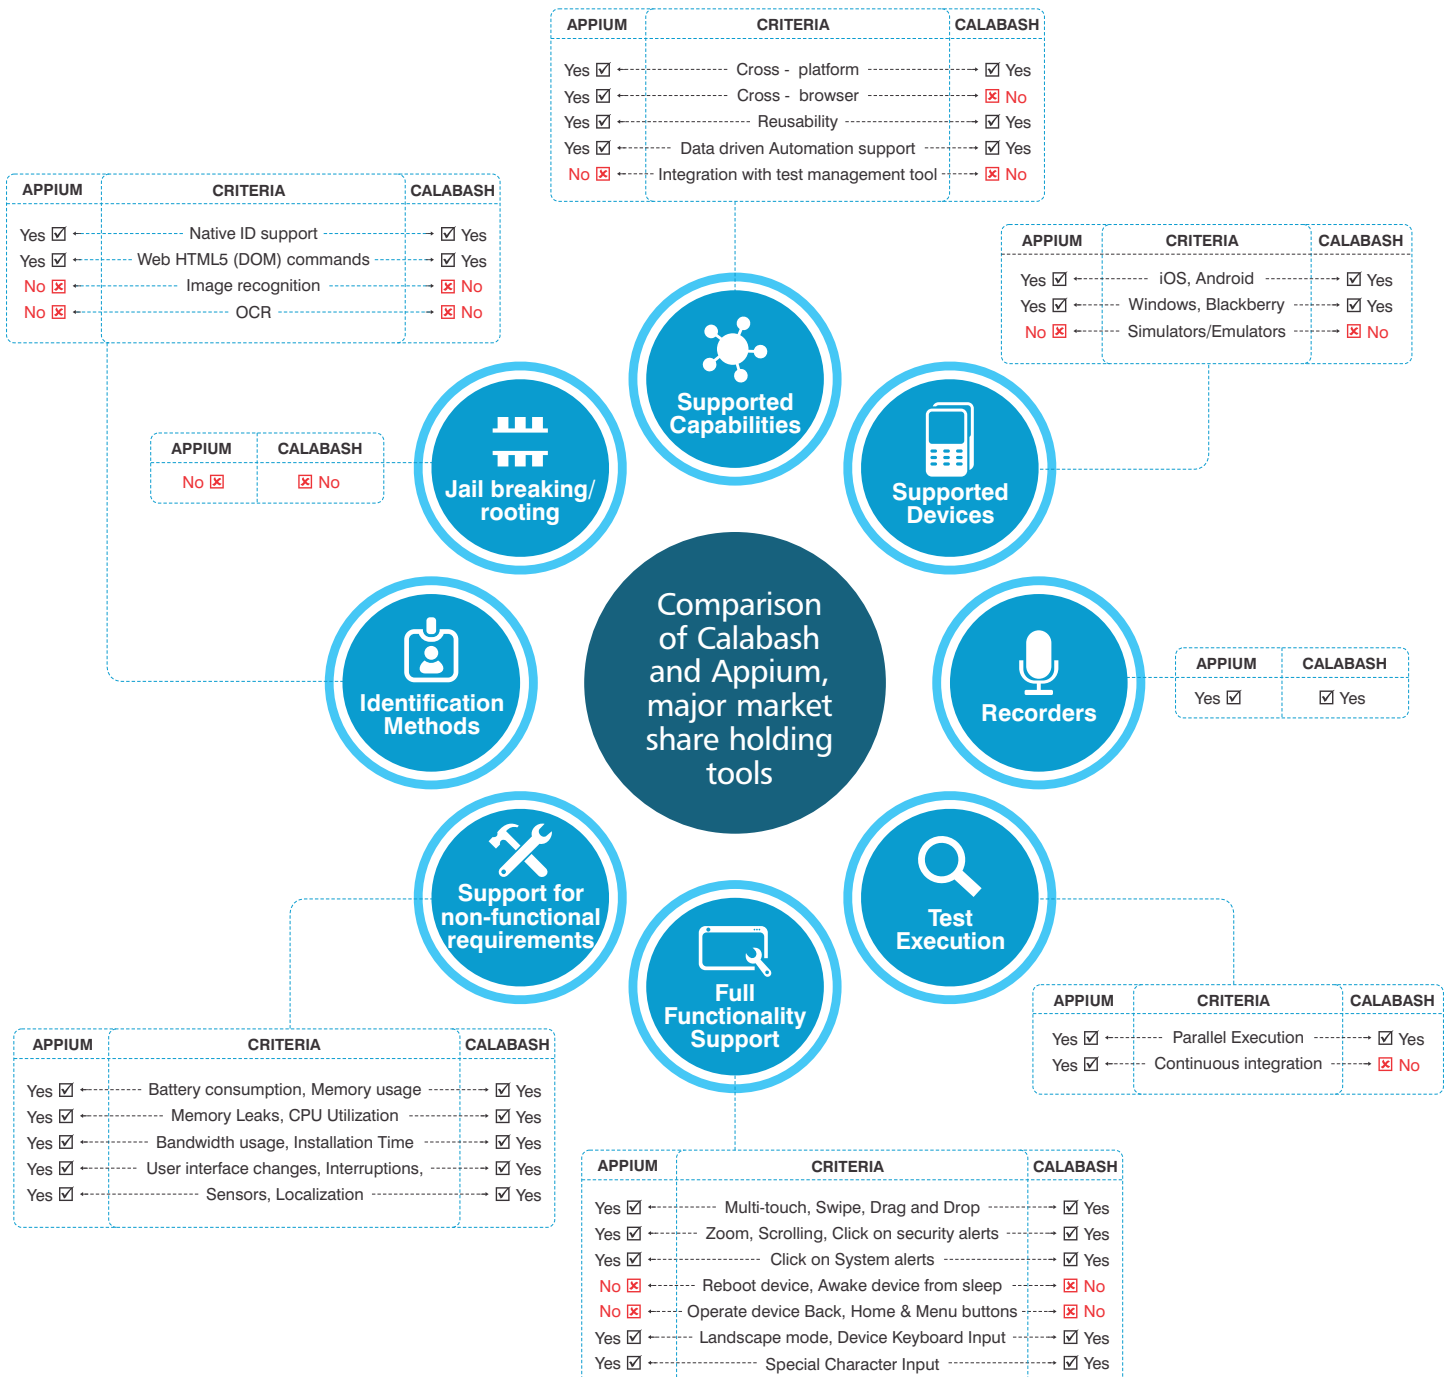 APPIUM CRITERIA CALABASH
Yes Cross - platform Yes
Yes Cross - browser No
Yes Reusability Yes
Yes Data driven Automation support Yes
No Integration with test management tool No
APPIUM CRITERIA CALABASH
Yes Native ID support Yes
Yes Web HTML5 (DOM) commands Yes
No Image recognition No
No OCR No
APPIUM CRITERIA CALABASH
Yes iOS, Android Yes
Yes Windows, Blackberry Yes
No Simulators/Emulators No
Supported
Capabilities
APPIUM CALABASH
No No
Jail breaking/
rooting
Supported
Devices
Comparison
of Calabash
and Appium,
major market
share holding
tools
Identification
Methods
Recorders
APPIUM CALABASH
Yes Yes
Support for
non-functional
requirements
Test
Execution
Full
Functionality
Support
APPIUM CRITERIA CALABASH
Yes Parallel Execution Yes
Yes Continuous integration No
APPIUM CRITERIA CALABASH
Yes Battery consumption, Memory usage Yes
Yes Memory Leaks, CPU Utilization Yes
Yes Bandwidth usage, Installation Time Yes
Yes User interface changes, Interruptions, Yes
Yes Sensors, Localization Yes
APPIUM CRITERIA CALABASH
Yes Multi-touch, Swipe, Drag and Drop Yes
Yes Zoom, Scrolling, Click on security alerts Yes
Yes Click on System alerts Yes
No Reboot device, Awake device from sleep No
No Operate device Back, Home & Menu buttons No
Yes Landscape mode, Device Keyboard Input Yes
Yes Special Character Input Yes